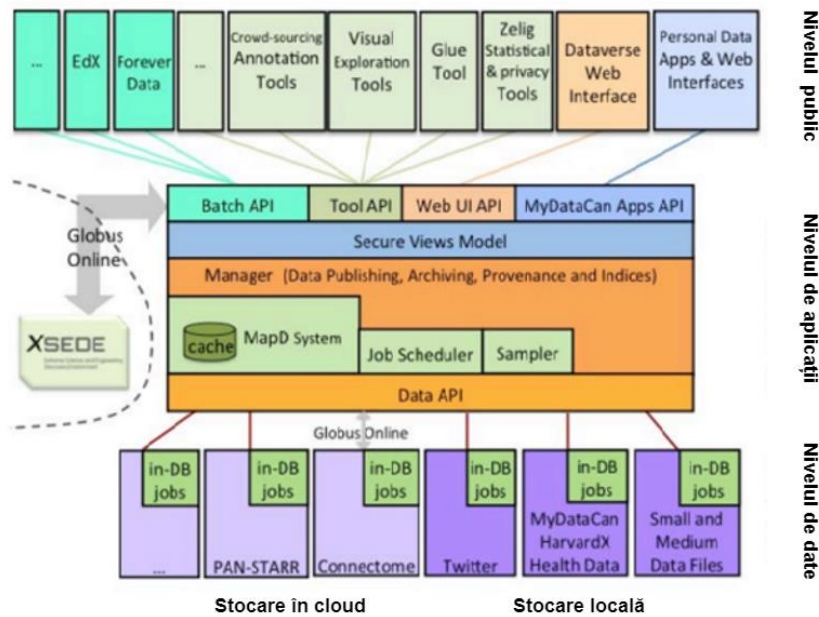 ...
EdX
Forever
Data
...
Crowd-sourcing
Annotation
Tools
Visual
Exploration
Tools
Glue
Tool
Zelig
Statistical
& privacy
Tools
Dataverse
Web
Interface
Personal Data
Apps & Web
Interfaces
Nivelul public
Batch API
Tool API
Web UI API
MyDataCan Apps API
Globus
Online
Secure Views Model
Manager (Data Publishing, Archiving, Provenance and Indices)
XSEDE
cache
MapD System
Job Scheduler
Sampler
Data API
Nivelul de aplicații
Globus Online
in-DB
jobs
...
in-DB
jobs
PAN-STARR
in-DB
jobs
Connectome
in-DB
jobs
Twitter
in-DB
jobs
MyDataCan
HarvardX
Health Data
in-DB
jobs
Small and
Medium
Data Files
Nivelul de date
Stocare în cloud
Stocare locală